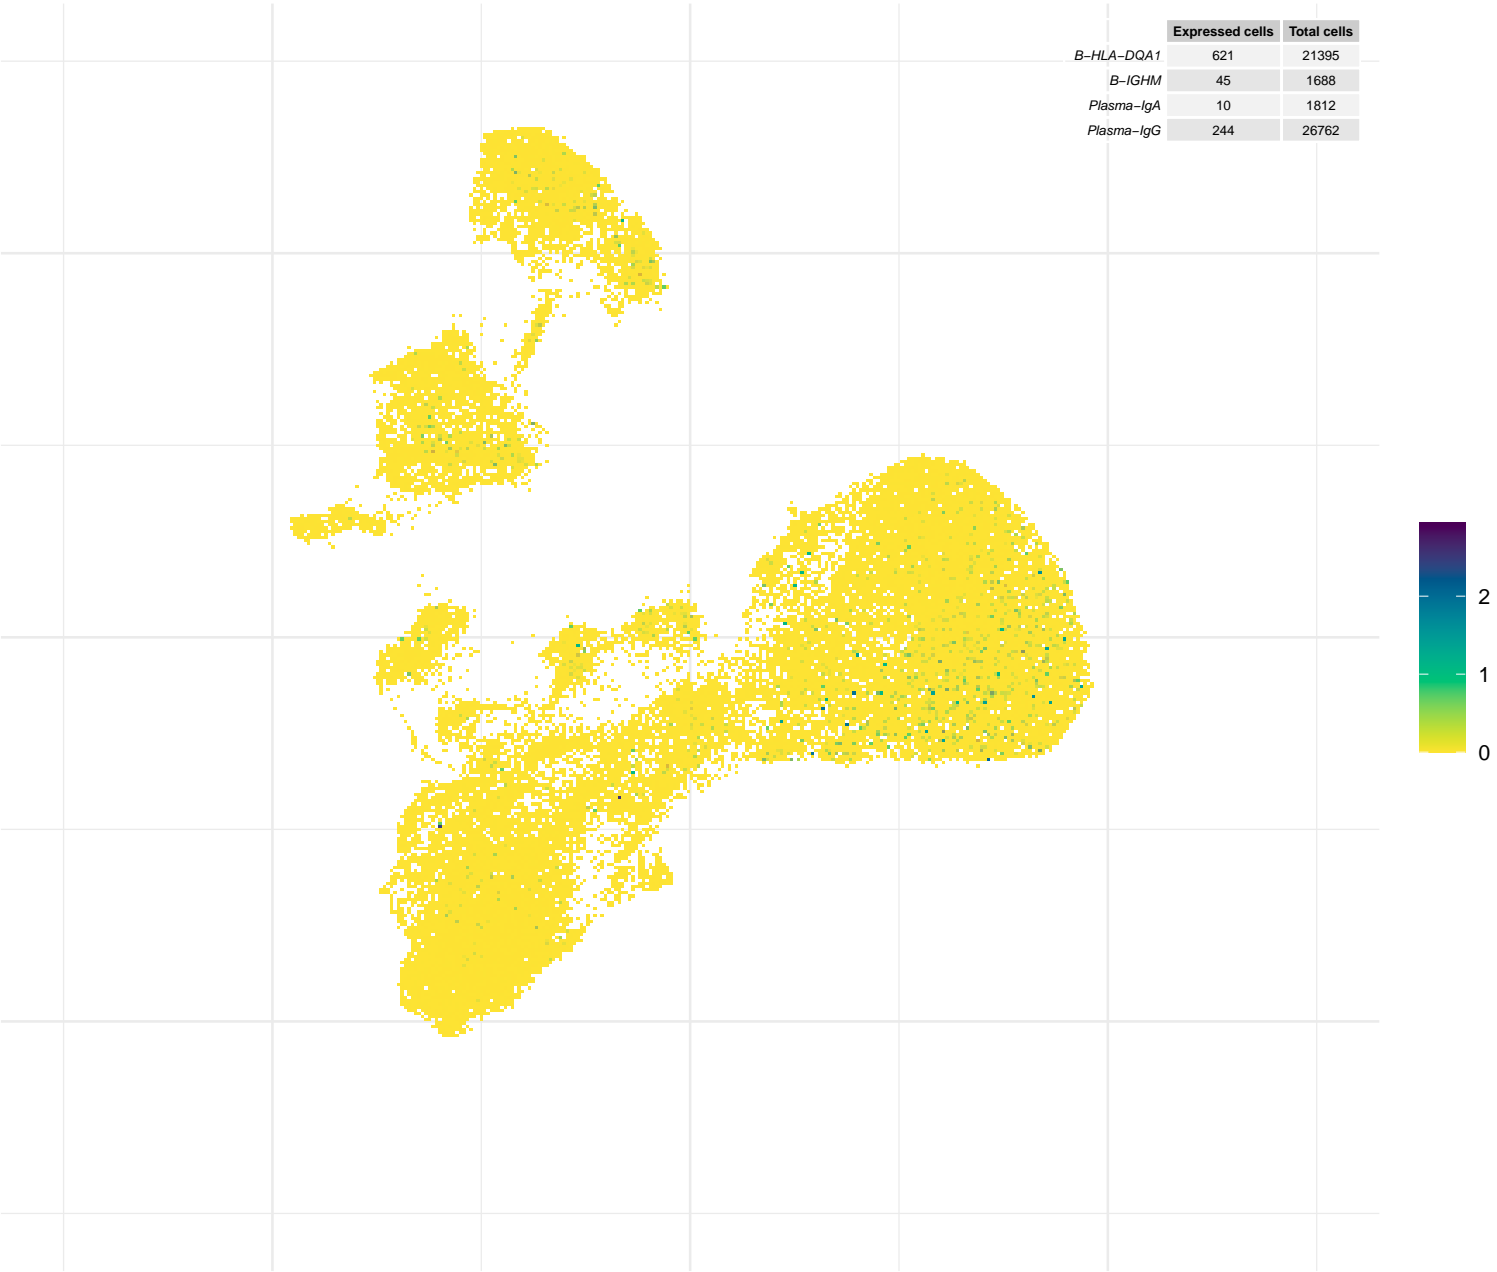 Expressed cells Total cells
B−HLA−DQA1 621 21395
B−IGHM 45 1688
Plasma−IgA 10 1812
Plasma−IgG 244 26762
2
1
0